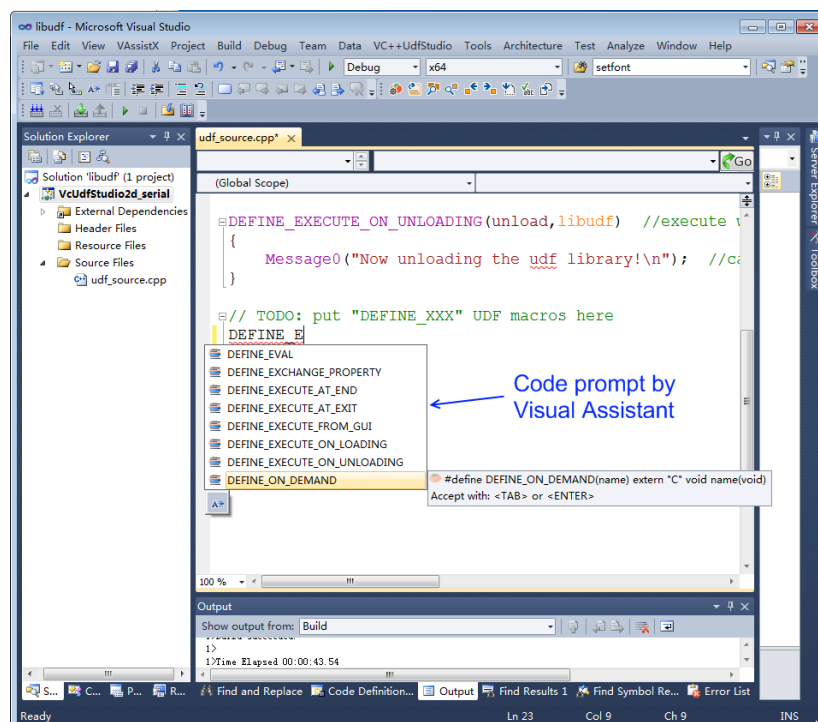 libudf - Microsoft Visual Studio
File Edit View VAssistX Project Build Debug Team Data VC++UdfStudio Tools Architecture Test Analyze Window Help
Debug x64 setfont
Solution Explorer
udf_source.cpp*
Go
Solution 'libudf' (1 project)
(Global Scope)
VcUdfStudio2d_serial
External Dependencies
Header Files
Resource Files
Source Files
udf_source.cpp
DEFINE_EXECUTE_ON_UNLOADING(unload,libudf) //execute
{
Message0("Now unloading the udf library!\n"); //ca
}
// TODO: put "DEFINE_XXX" UDF macros here
DEFINE_E
DEFINE_EVAL
DEFINE_EXCHANGE_PROPERTY
DEFINE_EXECUTE_AT_END
DEFINE_EXECUTE_AT_EXIT
DEFINE_EXECUTE_FROM_GUI
DEFINE_EXECUTE_ON_LOADING
DEFINE_EXECUTE_ON_UNLOADING
DEFINE_ON_DEMAND
Code prompt by
Visual Assistant
#define DEFINE_ON_DEMAND(name) extern "C" void name(void)
Accept with: <TAB> or <ENTER>
100 %
Output
Show output from: Build
1>
1>Time Elapsed 00:00:43.54
S... C... P... R... Find and Replace Code Definition... Output Find Results 1 Find Symbol Re... Error List
Ready Ln 23 Col 9 Ch 9 INS
Server Explorer
Toolbox